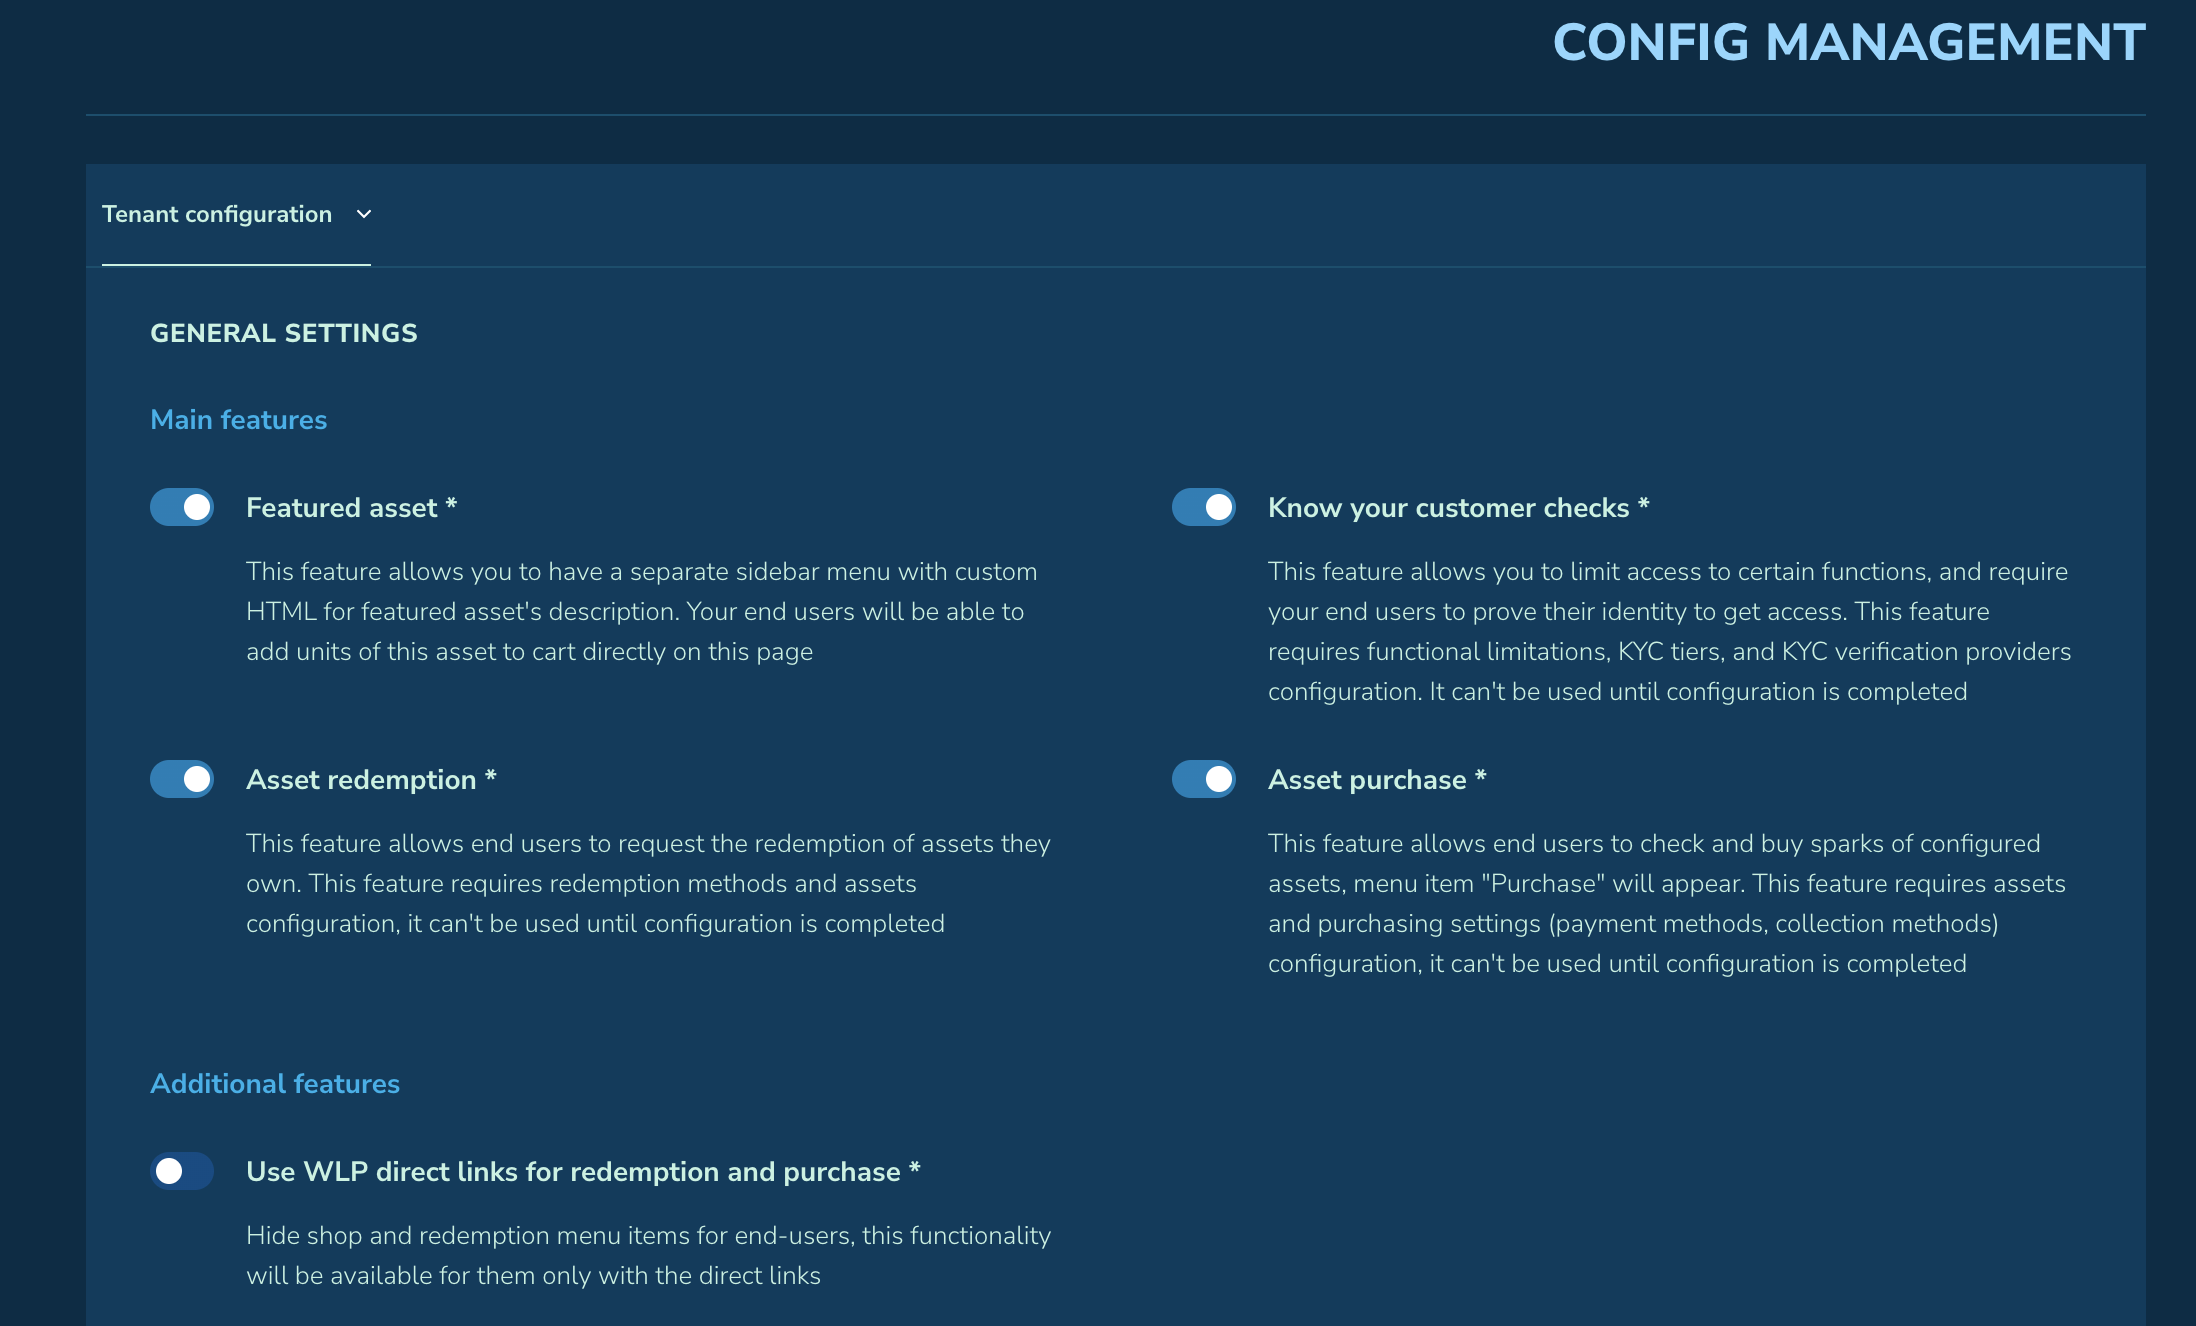 CONFIG MANAGEMENT
Tenant configuration
GENERAL SETTINGS
Main features
Featured asset *
This feature allows you to have a separate sidebar menu with custom
HTML for featured asset's description. Your end users will be able to
add units of this asset to cart directly on this page
Know your customer checks *
This feature allows you to limit access to certain functions, and require
your end users to prove their identity to get access. This feature
requires functional limitations, KYC tiers, and KYC verification providers
configuration. It can't be used until configuration is completed
Asset redemption *
This feature allows end users to request the redemption of assets they
own. This feature requires redemption methods and assets
configuration, it can't be used until configuration is completed
Asset purchase *
This feature allows end users to check and buy sparks of configured
assets, menu item "Purchase" will appear. This feature requires assets
and purchasing settings (payment methods, collection methods)
configuration, it can't be used until configuration is completed
Additional features
Use WLP direct links for redemption and purchase *
Hide shop and redemption menu items for end-users, this functionality
will be available for them only with the direct links